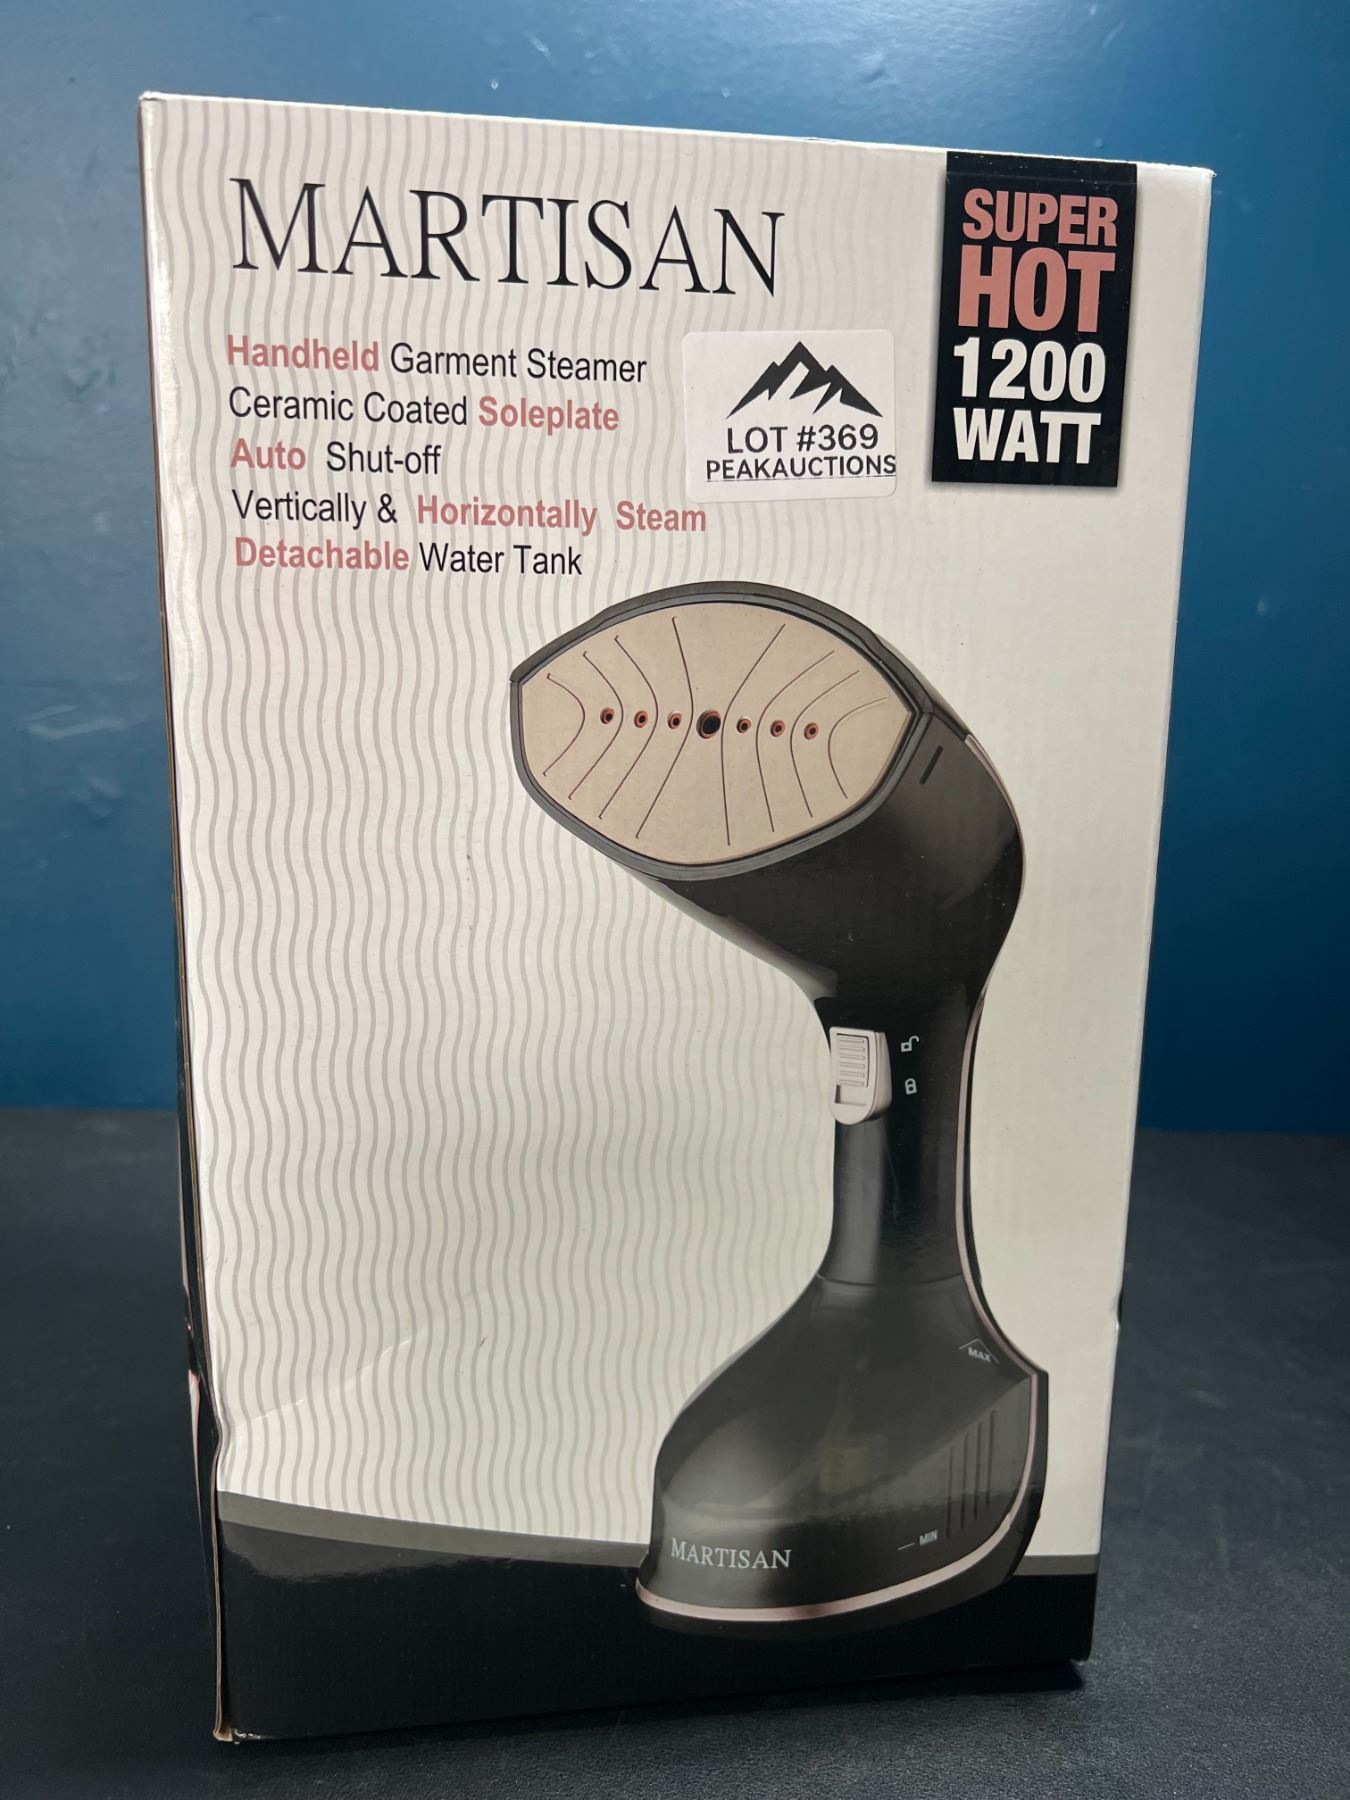 MARTISAN
SUPER
HOT
1200
WATT
Handheld Garment Steamer
Ceramic Coated Soleplate
Auto Shut-off
Vertically & Horizontally Steam
Detachable Water Tank
LOT #369
PEAKAUCTIONS
MAX
MIN
MARTISAN